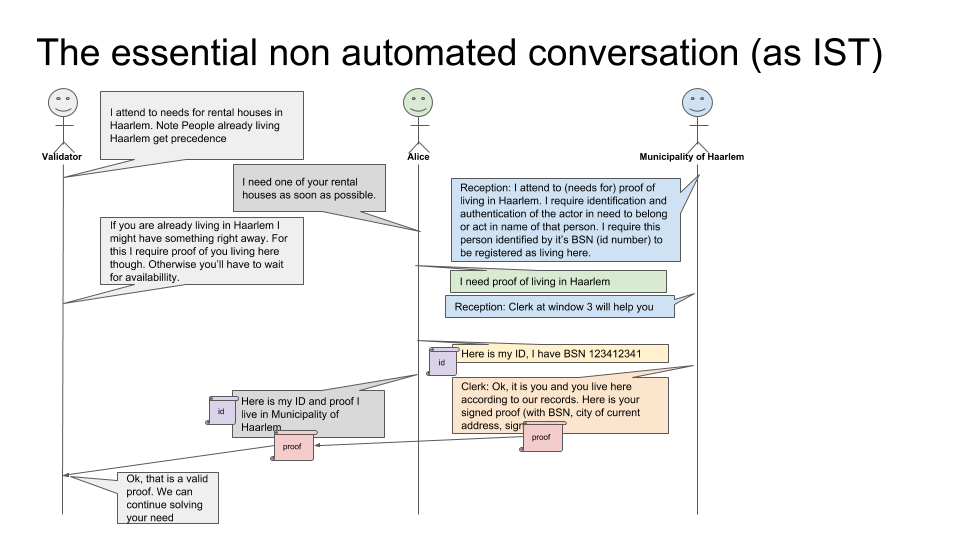 The essential non automated conversation (as IST)
I attend to needs for rental houses in
Haarlem. Note People already living
Haarlem get precedence
Validator
Alice
Municipality of Haarlem
I need one of your rental
houses as soon as possible.
Reception: I attend to (needs for) proof of
living in Haarlem. I require identification and
authentication of the actor in need to belong
or act in name of that person. I require this
person identified by it's BSN (id number) to
be registered as living here.
If you are already living in Haarlem I
might have something right away. For
this I require proof of you living here
though. Otherwise you'll have to wait
for availabillity.
I need proof of living in Haarlem
Reception: Clerk at window 3 will help you
Here is my ID, I have BSN 123412341
id
Clerk: Ok, it is you and you live here
according to our records. Here is your
signed proof (with BSN, city of current
address,
proof
Here is my ID and proof I
live in Municipality of
Haarlem
id
proof
Ok, that is a valid
proof. We can
continue solving
your need